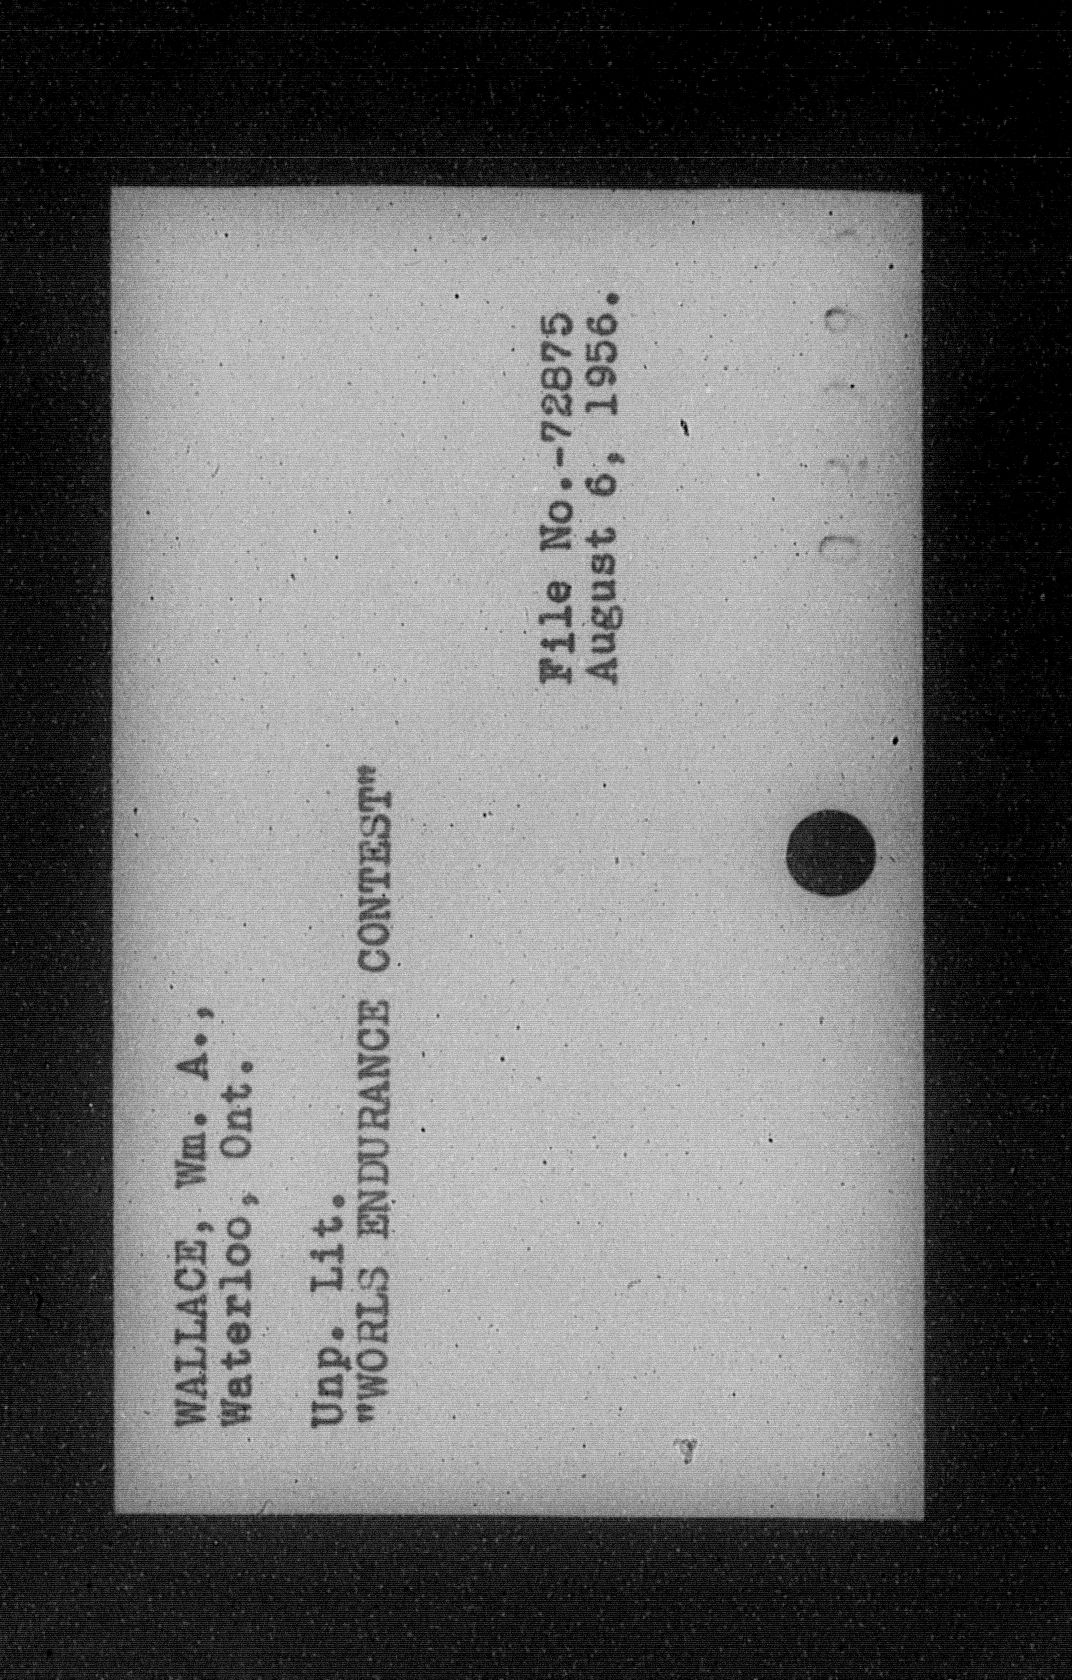 WALLACE, Wm. A.,
Waterloo, Ont.
Unp. Lit.
"WORLS ENDURANCE CONTEST"
File No.-72875
August 6, 1956.